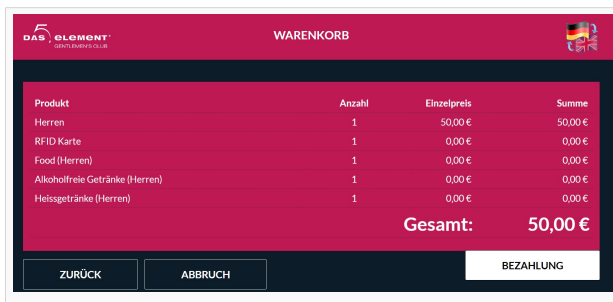 5
DAS ELEMENT
GENTLEMEN'S CLUB
WARENKORB
Produkt Anzahl Einzelpreis Summe
Herren 1 50,00 € 50,00 €
RFID Karte 1 0,00 € 0,00 €
Food (Herren) 1 0,00 € 0,00 €
Alkoholfreie Getränke (Herren) 1 0,00 € 0,00 €
Heissgetränke (Herren) 1 0,00 € 0,00 €
Gesamt: 50,00 €
ZURÜCK ABBRUCH BEZAHLUNG